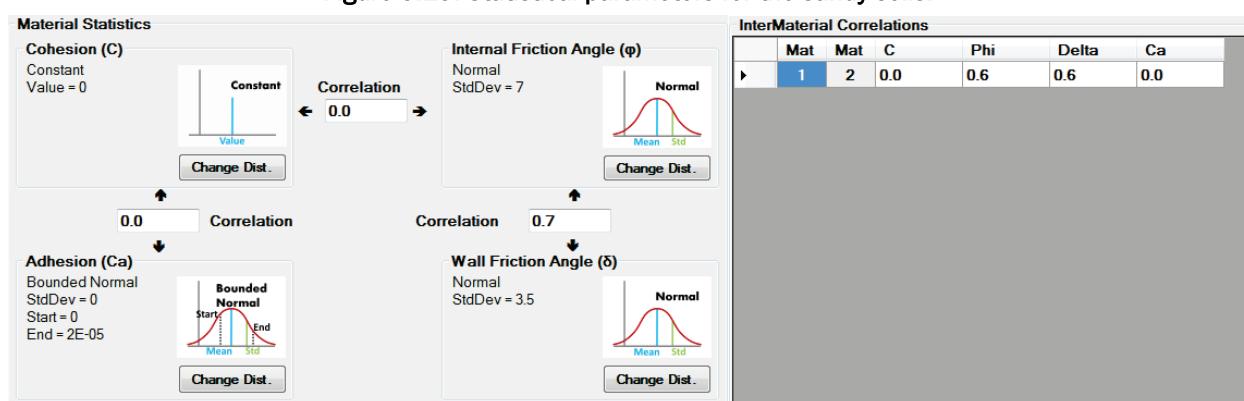 Material Statistics
Cohesion (C)
Constant
Value = 0
Constant
Value
Change Dist.
Correlation
0.0
Internal Friction Angle (φ)
Normal
StdDev = 7
Normal
Mean Std
Change Dist.
0.0 Correlation
Correlation 0.7
Adhesion (Ca)
Bounded Normal
StdDev = 0
Start = 0
End = 2E-05
Bounded
Normal
Start
End
Mean Std
Change Dist.
Wall Friction Angle (δ)
Normal
StdDev = 3.5
Normal
Mean Std
Change Dist.
InterMaterial Correlations
Mat Mat C Phi Delta Ca
1 2 0.0 0.6 0.6 0.0